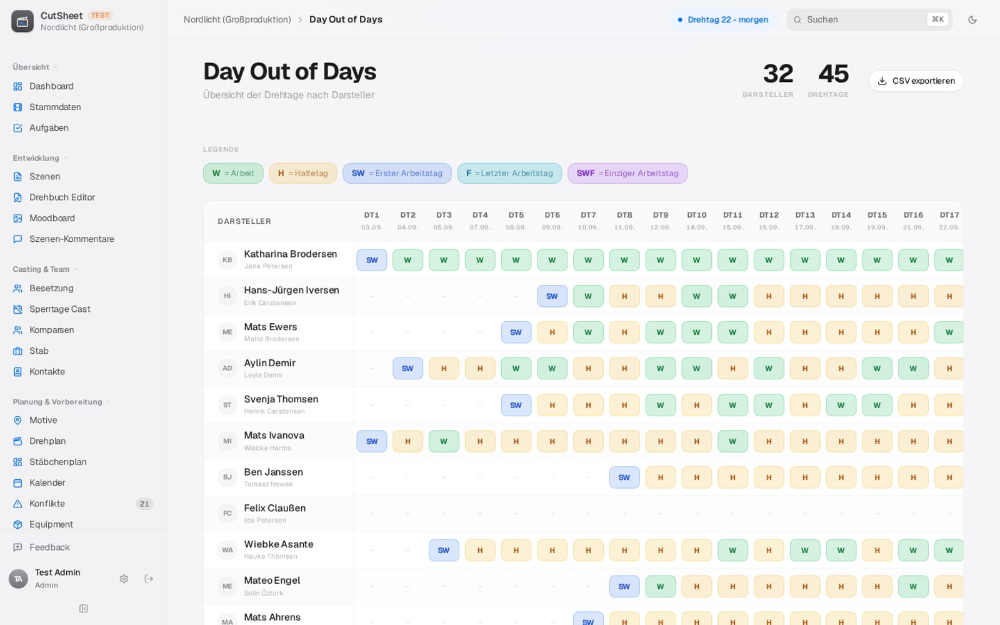 CutSheet TEST
Nordlicht (Großproduktion)
Übersicht
Dashboard
Stammdaten
Aufgaben
Entwicklung
Szenen
Drehbuch Editor
Moodboard
Szenen-Kommentare
Casting & Team
Besetzung
Sperrtage Cast
Komparsen
Stab
Kontakte
Planung & Vorbereitung
Motive
Drehplan
Stäbchenplan
Kalender
Konflikte 21
Equipment
Feedback
TA Test Admin
Admin
Nordlicht (Großproduktion) > Day Out of Days
Drehtag 22 - morgen
Suchen ⌘K
Day Out of Days
Übersicht der Drehtage nach Darsteller
32 45
DARSTELLER DREHTAGE
CSV exportieren
LEGENDE
W = Arbeit H = Haltetag SW = Erster Arbeitstag F = Letzter Arbeitstag SWF = Einziger Arbeitstag
DARSTELLER DT1 DT2 DT3 DT4 DT5 DT6 DT7 DT8 DT9 DT10 DT11 DT12 DT13 DT14 DT15 DT16 DT17
03.09. 04.09. 05.09. 07.09. 08.09. 09.09. 10.09. 11.09. 12.09. 14.09. 15.09. 16.09. 17.09. 18.09. 19.09. 21.09. 22.09.
KB Katharina Brodersen SW W W W W W W W W W W W W W W W W
Jana Petersen
HI Hans-Jürgen Iversen - - - - - SW W H H W W H H H H H H
Erik Carstensen
ME Mats Ewers - - - - SW H W H W W W H H H H H W
Malte Brodersen
AD Aylin Demir - SW H H W W H H W W H W H H W W H
Leyla Demir
ST Svenja Thomsen - - - - SW H H H W H W W H W W H H
Henrik Carstensen
MI Mats Ivanova SW H W H H H H H H H W H H H H H H
Wiebke Harms
BJ Ben Janssen - - - - - - - SW H H H H H H H H H
Tomasz Nowak
FC Felix Claußen - - - - - - - - - - - - - - - - -
Ida Petersen
WA Wiebke Asante - - SW H H H H H H H W H W W H W W
Hauke Thomsen
ME Mateo Engel - - - - - - - SW W H H H H H H W H
Selin Öztürk
MA Mats Ahrens - - - - - - SW H H H H H H H H H H